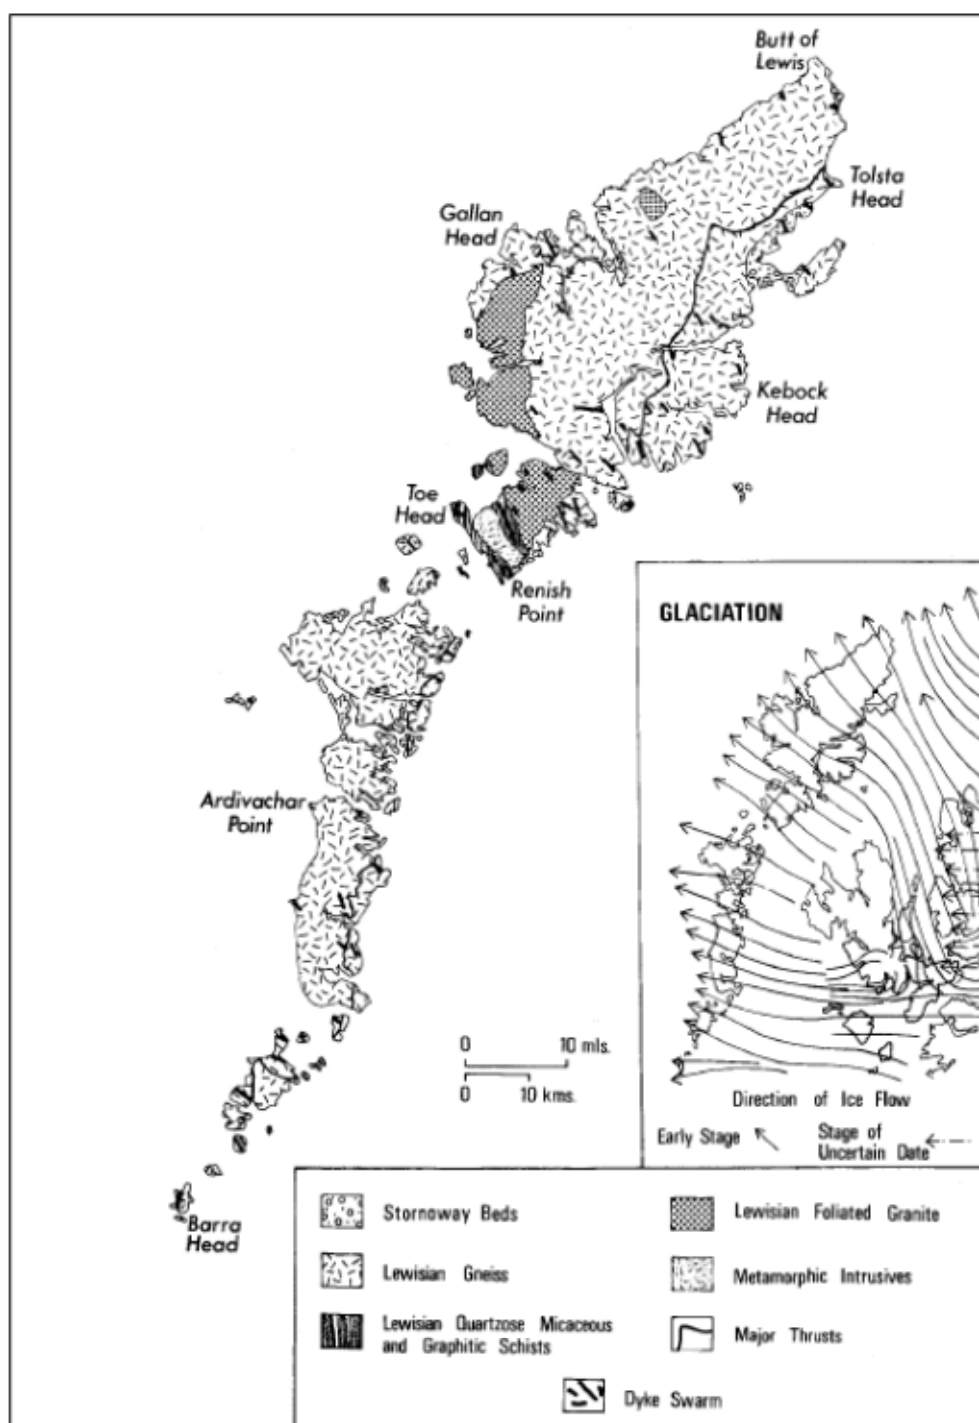 Butt of
Lewis
Tolsta
Head
Gallan
Head
Kebock
Head
Toe
Head
Renish
Point
GLACIATION
Ardivachar
Point
0 10 mls.
0 10 kms.
Direction of Ice Flow
Early Stage
Stage of
Uncertain Date
Barra
Head
Stornoway Beds
Lewisian Foliated Granite
Lewisian Gneiss
Metamorphic Intrusives
Lewisian Quartzose Micaceous
and Graphitic Schists
Major Thrusts
Dyke Swarm